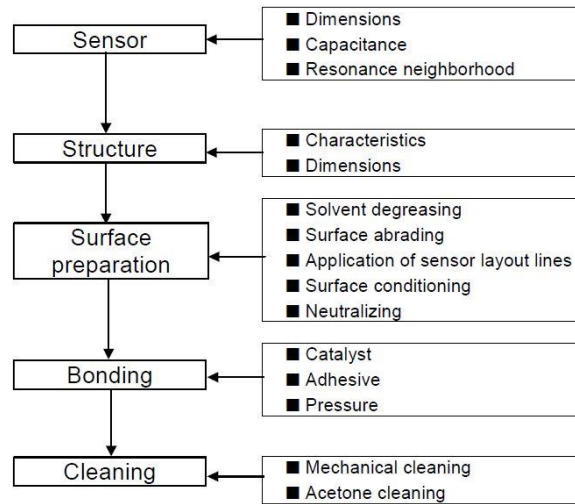 Sensor
■ Dimensions
■ Capacitance
■ Resonance neighborhood
Structure
■ Characteristics
■ Dimensions
Surface
preparation
■ Solvent degreasing
■ Surface abrading
■ Application of sensor layout lines
■ Surface conditioning
■ Neutralizing
Bonding
■ Catalyst
■ Adhesive
■ Pressure
Cleaning
■ Mechanical cleaning
■ Acetone cleaning